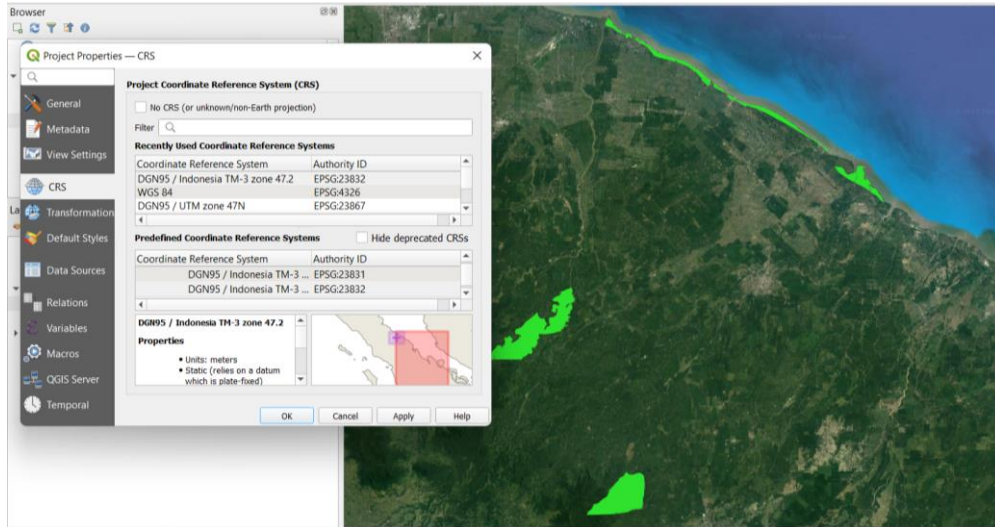 Browser
Project Properties — CRS
General
Metadata
View Settings
CRS
Transformation
Default Styles
Data Sources
Relations
Variables
Macros
QGIS Server
Temporal
Project Coordinate Reference System (CRS)
No CRS (or unknown/non-Earth projection)
Filter
Recently Used Coordinate Reference Systems
Coordinate Reference System Authority ID
DGN95 / Indonesia TM-3 zone 47.2 EPSG:23832
WGS 84 EPSG:4326
DGN95 / UTM zone 47N EPSG:23867
Predefined Coordinate Reference Systems Hide deprecated CRSs
Coordinate Reference System Authority ID
DGN95 / Indonesia TM-3 ... EPSG:23831
DGN95 / Indonesia TM-3 ... EPSG:23832
DGN95 / Indonesia TM-3 zone 47.2
Properties
• Units: meters
• Static (relies on a datum
which is plate-fixed)
OK Cancel Apply Help
La